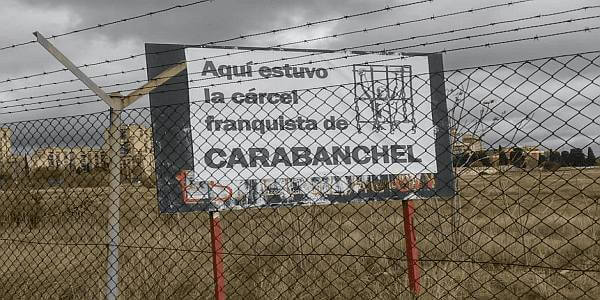 Aquí estuvo
la cárcel
franquista de
CARABANCHEL